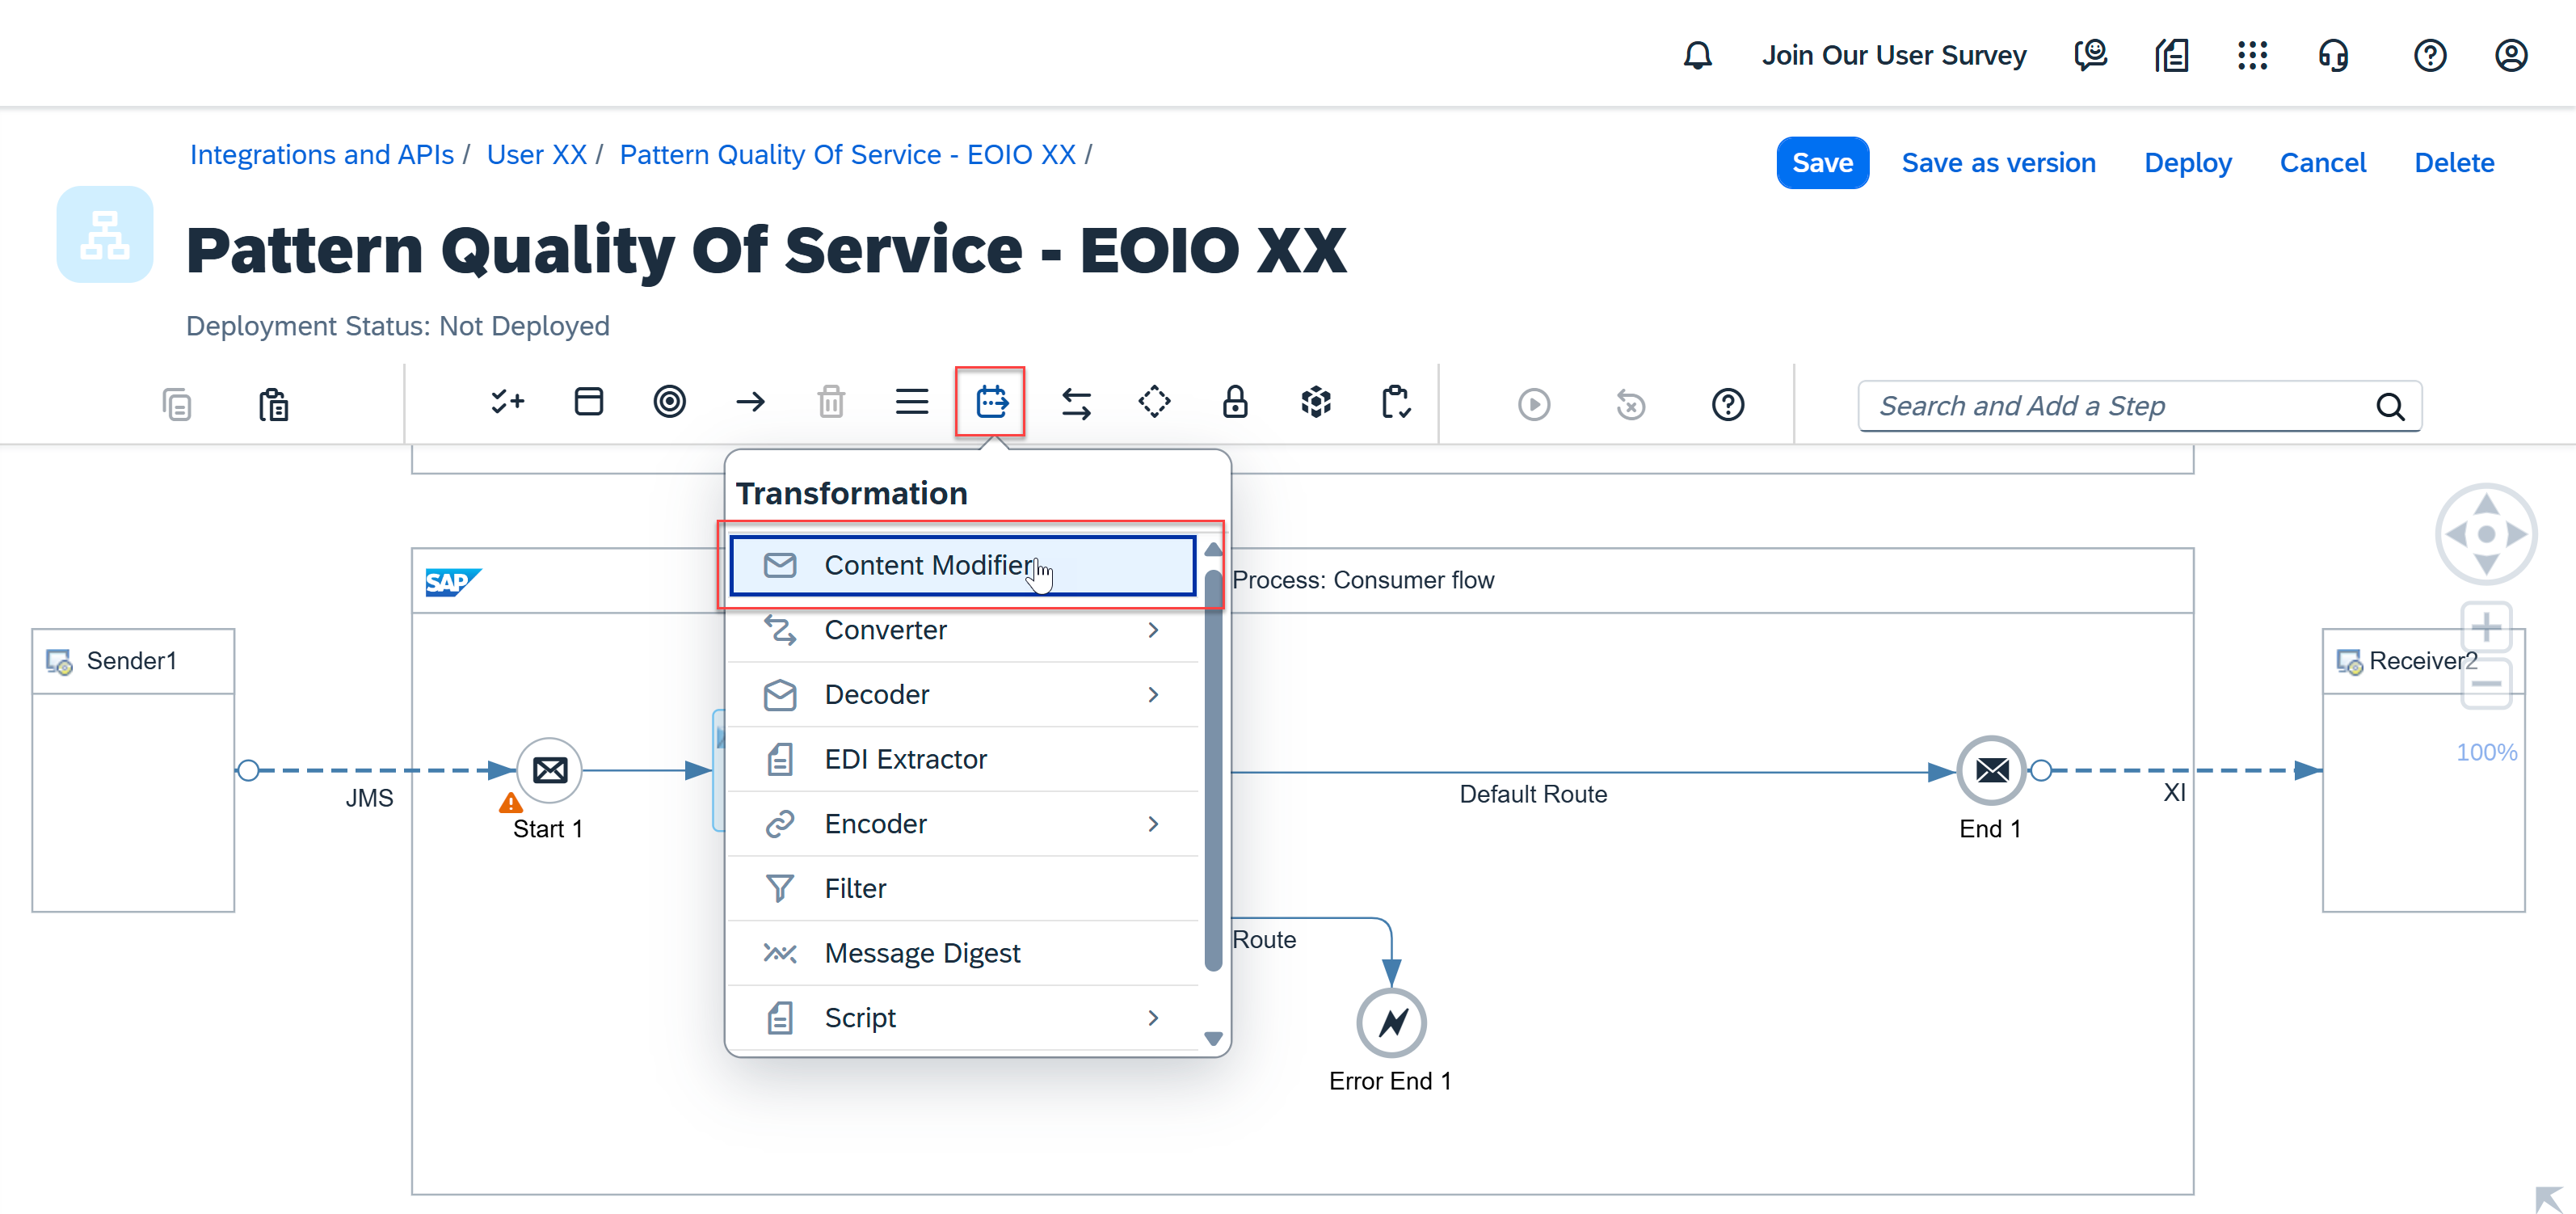 Join Our User Survey
Integrations and APIs / User XX / Pattern Quality Of Service - EOIO XX /
Save
Save as version
Deploy
Cancel
Delete
Pattern Quality Of Service - EOIO XX
Deployment Status: Not Deployed
Search and Add a Step
Transformation
Content Modifier
Converter
Decoder
EDI Extractor
Encoder
Filter
Message Digest
Script
SAP
Process: Consumer flow
Sender1
JMS
Start 1
Default Route
Route
Error End 1
End 1
XI
Receiver2
100%